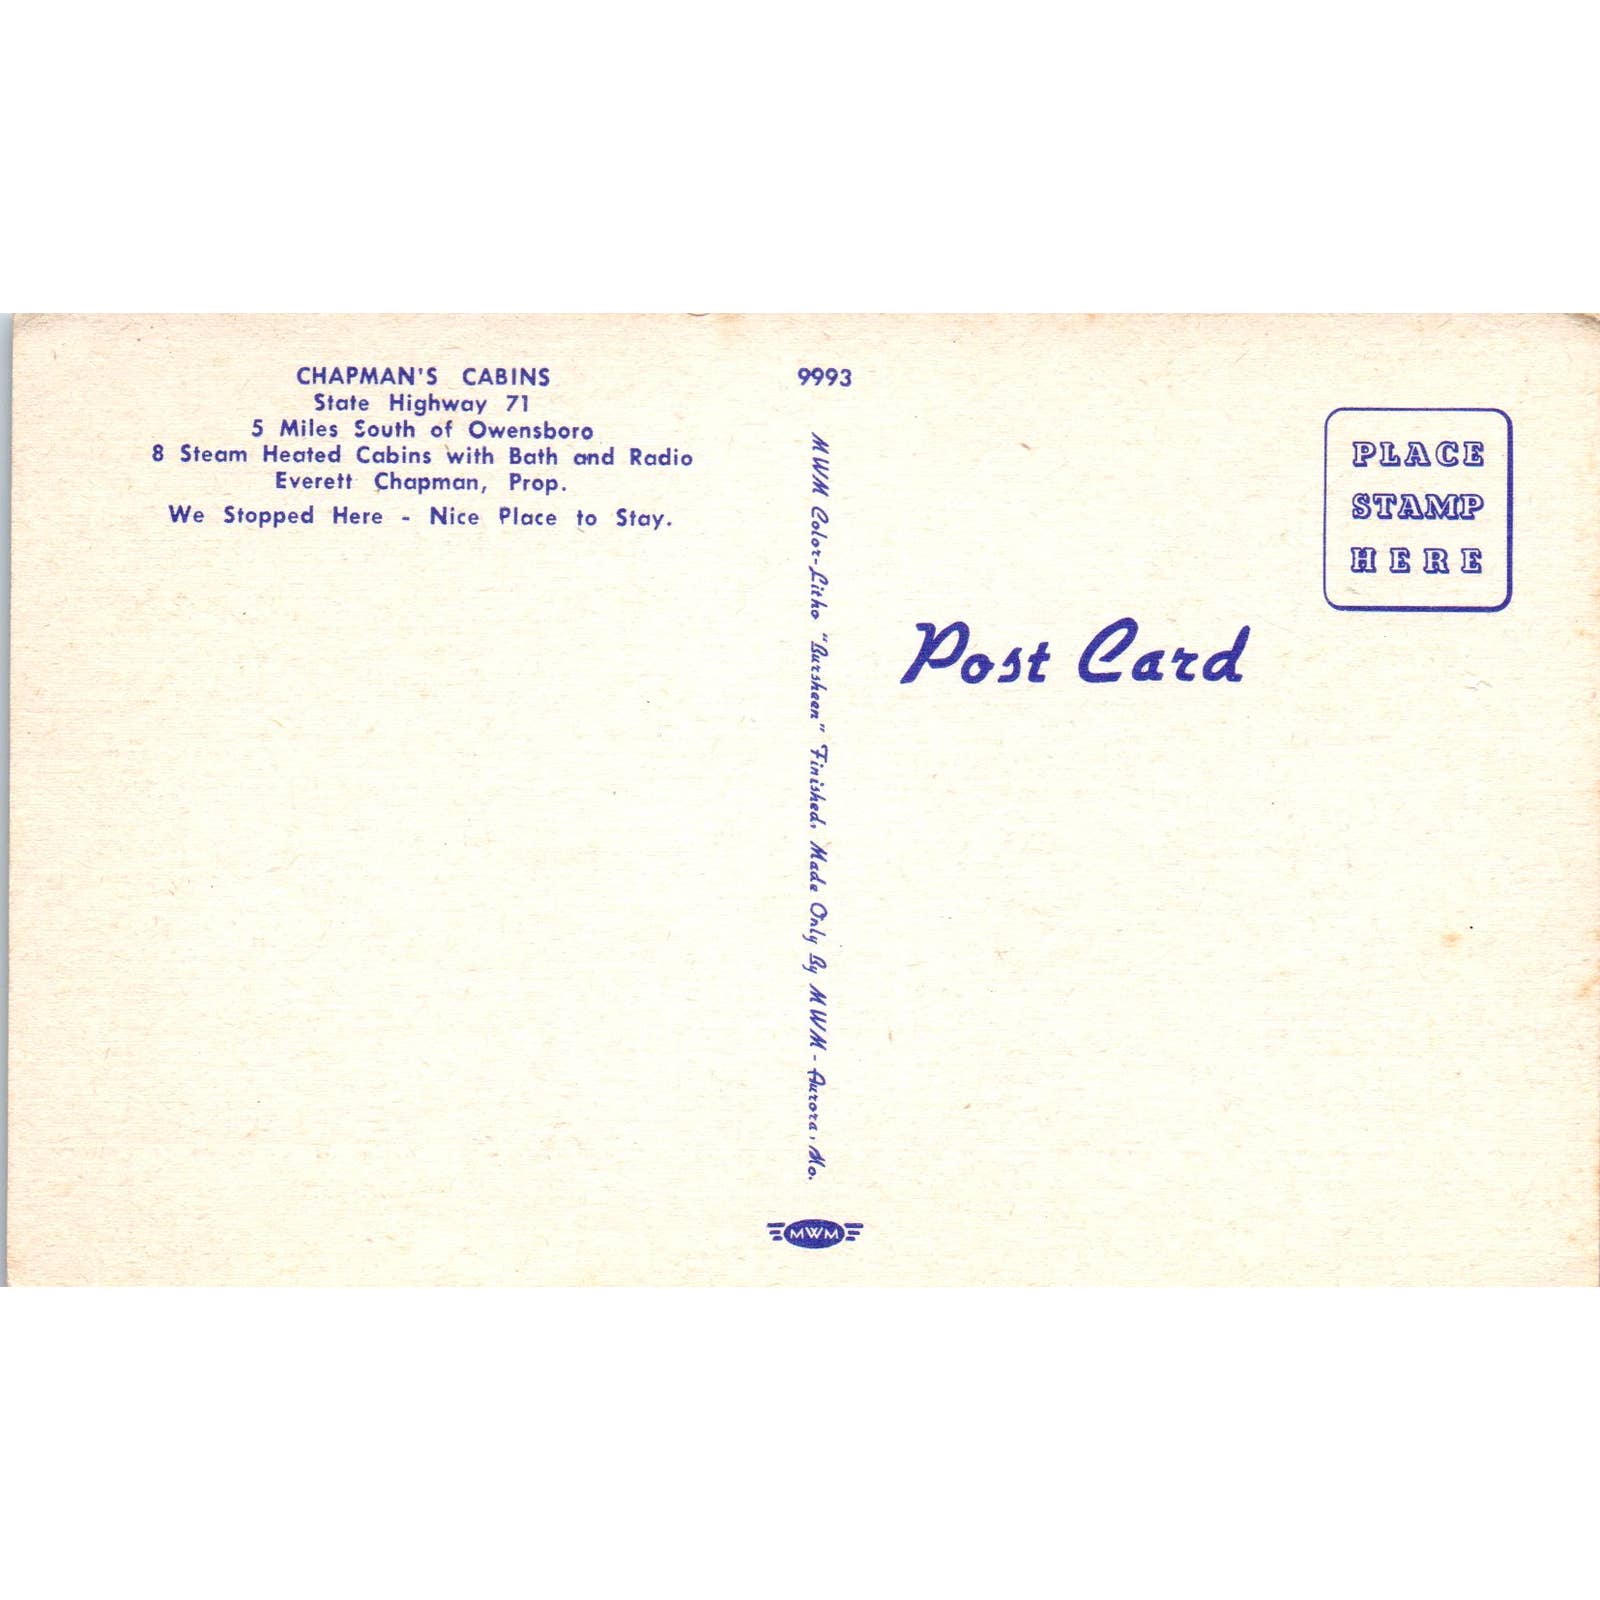 CHAPMAN'S CABINS
State Highway 71
5 Miles South of Owensboro
8 Steam Heated Cabins with Bath and Radio
Everett Chapman, Prop.
We Stopped Here - Nice Place to Stay.
9993
MWM Color-Litho "Bursheen" Finished, Made Only By MWM - Aurora, Mo.
MWM
Post Card
PLACE
STAMP
HERE